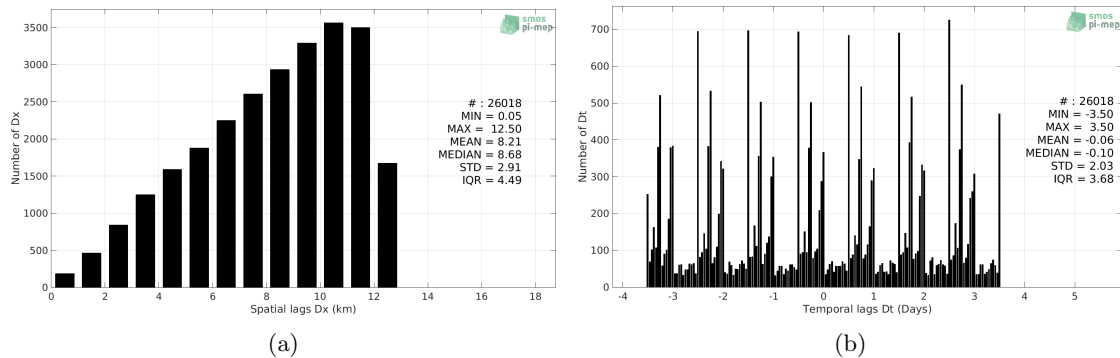 Number of Dx
3500
3000
2500
2000
1500
1000
500
0
0 2 4 6 8 10 12 14 16 18
Spatial lags Dx (km)
smos
pi-mep
# : 26018
MIN = 0.05
MAX = 12.50
MEAN = 8.21
MEDIAN = 8.68
STD = 2.91
IQR = 4.49
(a)
Number of Dt
700
600
500
400
300
200
100
0
-4 -3 -2 -1 0 1 2 3 4 5
Temporal lags Dt (Days)
smos
pi-mep
# : 26018
MIN = -3.50
MAX = 3.50
MEAN = -0.06
MEDIAN = -0.10
STD = 2.03
IQR = 3.68
(b)